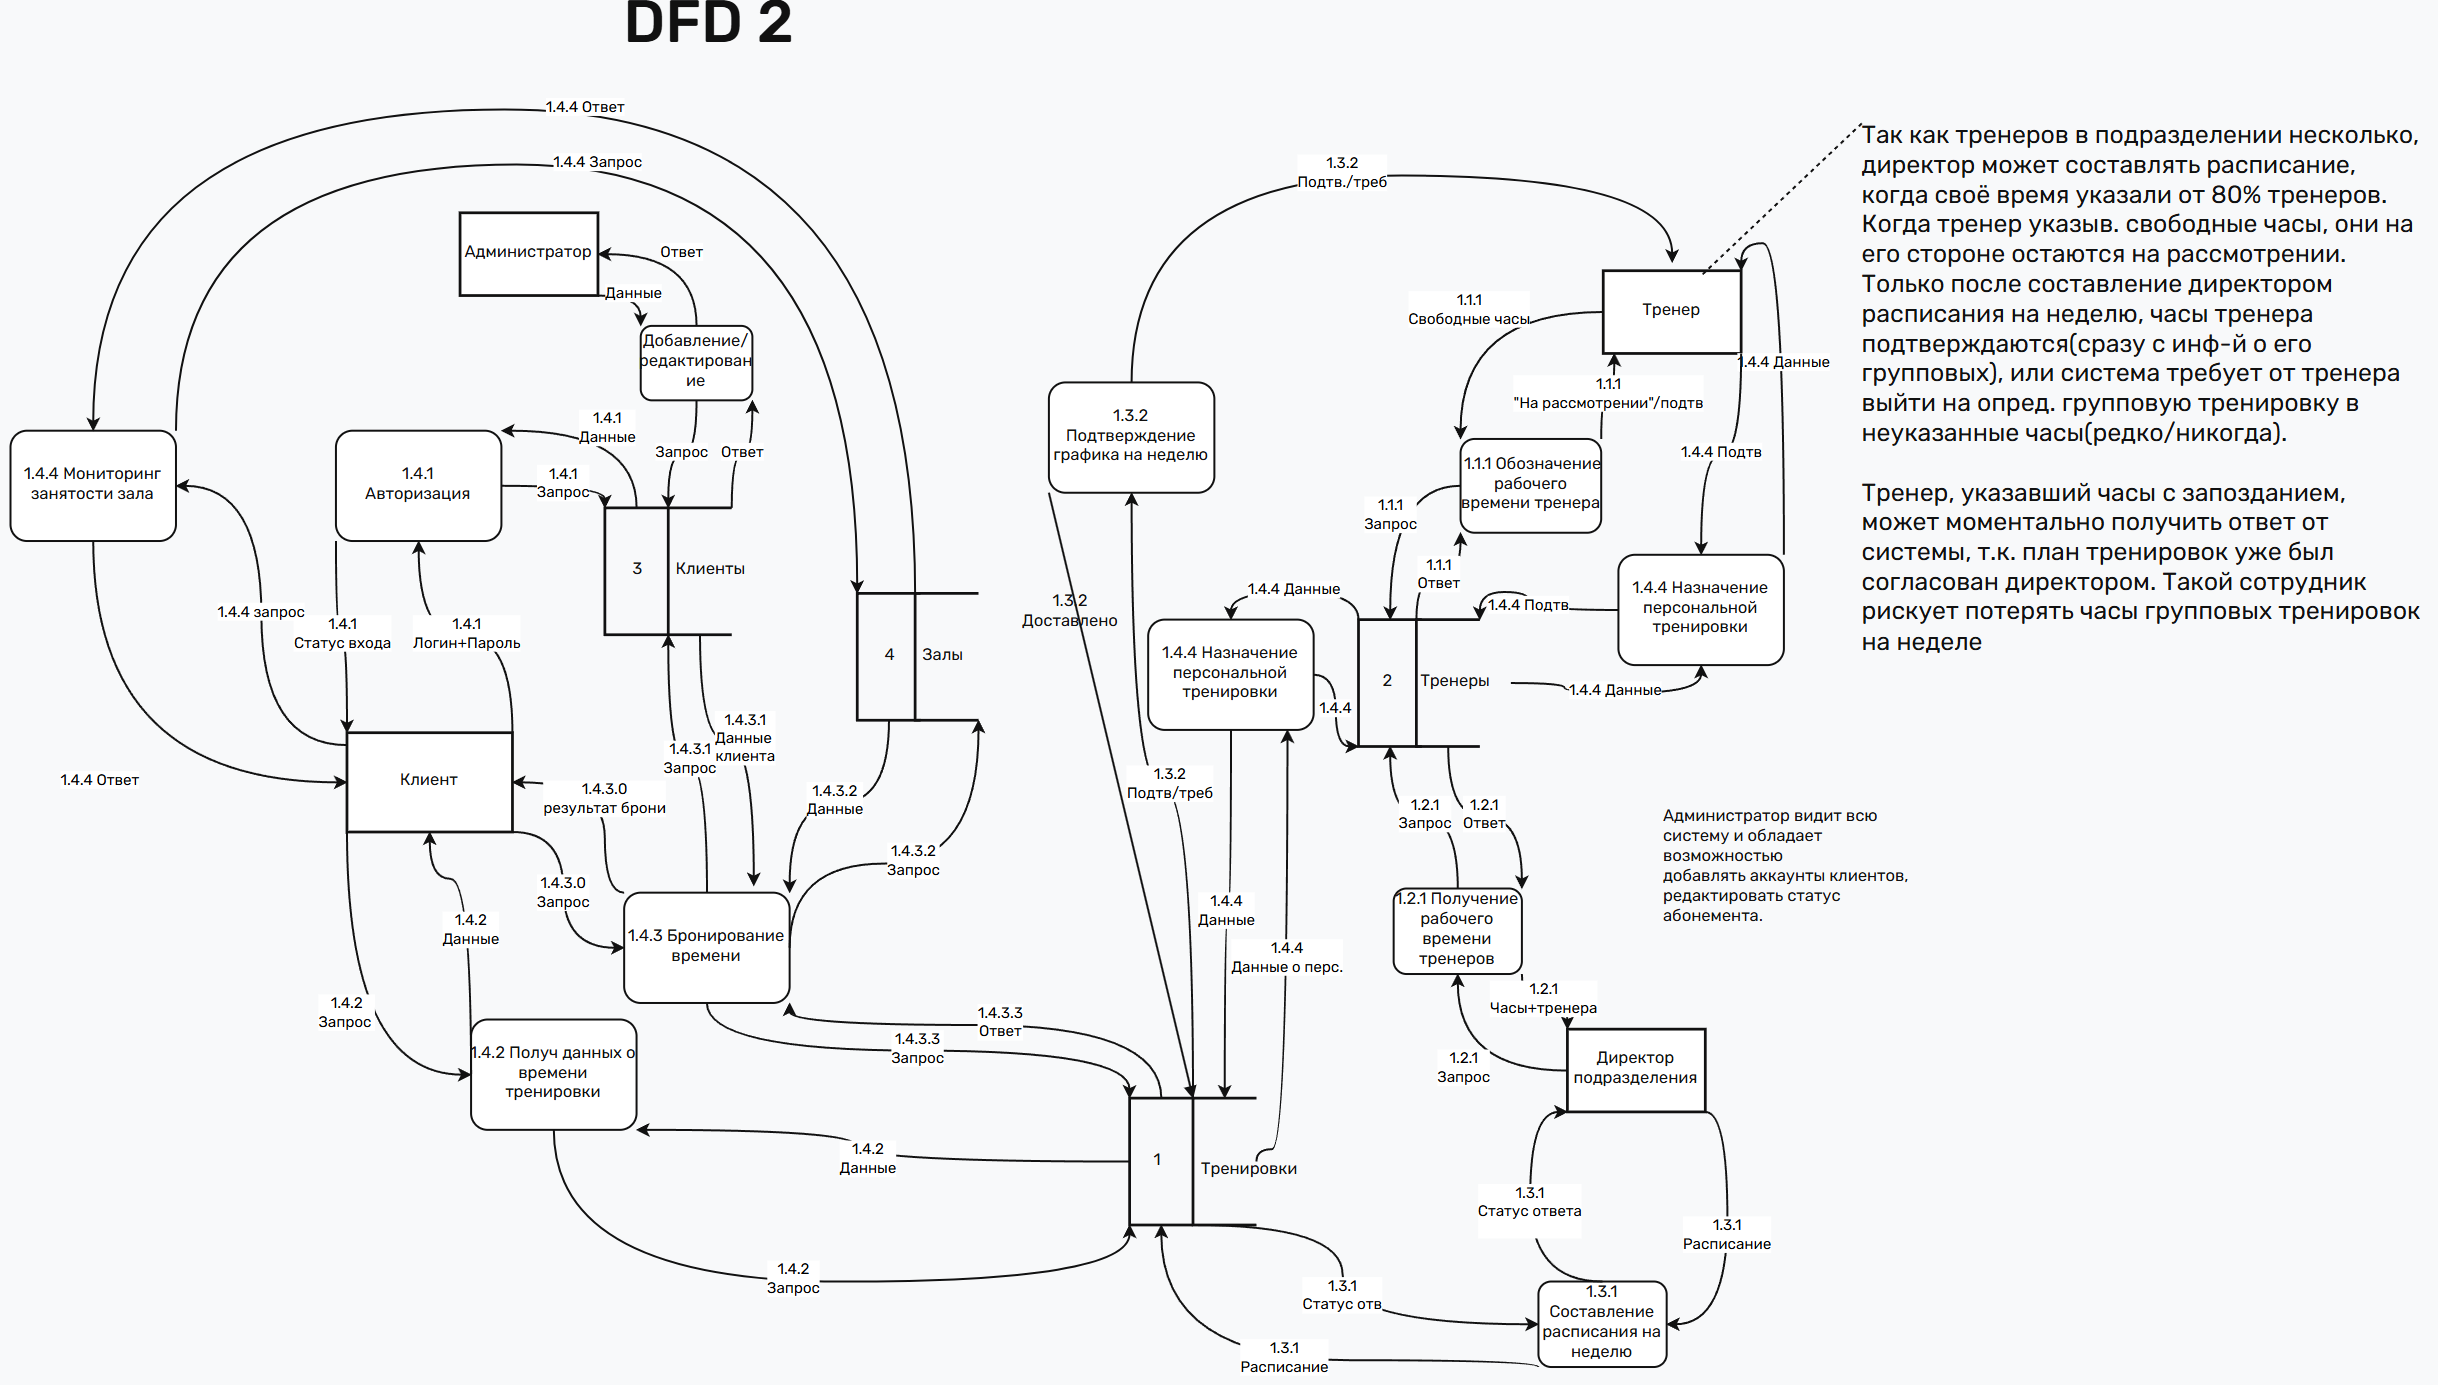 DFD 2
1.4.4 Ответ
1.4.4 Запрос
Администратор
Ответ
Данные
Добавление/
редактирован
ие
1.4.1
Данные
Запрос
Ответ
1.4.4 Мониторинг
занятости зала
1.4.1
Авторизация
1.4.1
Запрос
3
Клиенты
1.4.4 запрос
1.4.1
Статус входа
1.4.1
Логин+Пароль
4
Залы
1.4.4 Ответ
Клиент
1.4.3.0
результат брони
1.4.3.1
Запрос
1.4.3.1
Данные
клиента
1.4.3.2
Данные
1.4.3.2
Запрос
1.4.3.0
Запрос
1.4.2
Данные
1.4.3 Бронирование
времени
1.4.2
Запрос
1.4.2 Получ данных о
времени
тренировки
1.4.3.3
Ответ
1.4.3.3
Запрос
1.4.2
Данные
1.4.2
Запрос
1
Тренировки
1.3.2
Подтв./треб
1.3.2
Подтверждение
графика на неделю
1.3.2
Доставлено
1.3.2
Подтв/треб
Тренер
1.1.1
Свободные часы
1.1.1
"На рассмотрении"/подтв
1.4.4 Данные
1.4.4 Подтв
1.1.1 Обозначение
рабочего
времени тренера
1.1.1
Запрос
1.1.1
Ответ
1.4.4 Данные
1.4.4 Подтв
1.4.4 Назначение
персональной
тренировки
1.4.4 Назначение
персональной
тренировки
1.4.4
2
Тренеры
1.4.4 Данные
1.2.1
Запрос
1.2.1
Ответ
1.4.4
Данные
1.4.4
Данные о перс.
1.2.1 Получение
рабочего
времени
тренеров
1.2.1
Часы+тренера
1.2.1
Запрос
Директор
подразделения
1.3.1
Статус ответа
1.3.1
Расписание
1.3.1
Статус отв
1.3.1
Расписание
1.3.1
Составление
расписания на
неделю
Так как тренеров в подразделении несколько,
директор может составлять расписание,
когда своё время указали от 80% тренеров.
Когда тренер указыв. свободные часы, они на
его стороне остаются на рассмотрении.
Только после составление директором
расписания на неделю, часы тренера
подтверждаются(сразу с инф-й о его
групповых), или система требует от тренера
выйти на опред. групповую тренировку в
неуказанные часы(редко/никогда).
Тренер, указавший часы с запозданием,
может моментально получить ответ от
системы, т.к. план тренировок уже был
согласован директором. Такой сотрудник
рискует потерять часы групповых тренировок
на неделе
Администратор видит всю
систему и обладает
возможностью
добавлять аккаунты клиентов,
редактировать статус
абонемента.